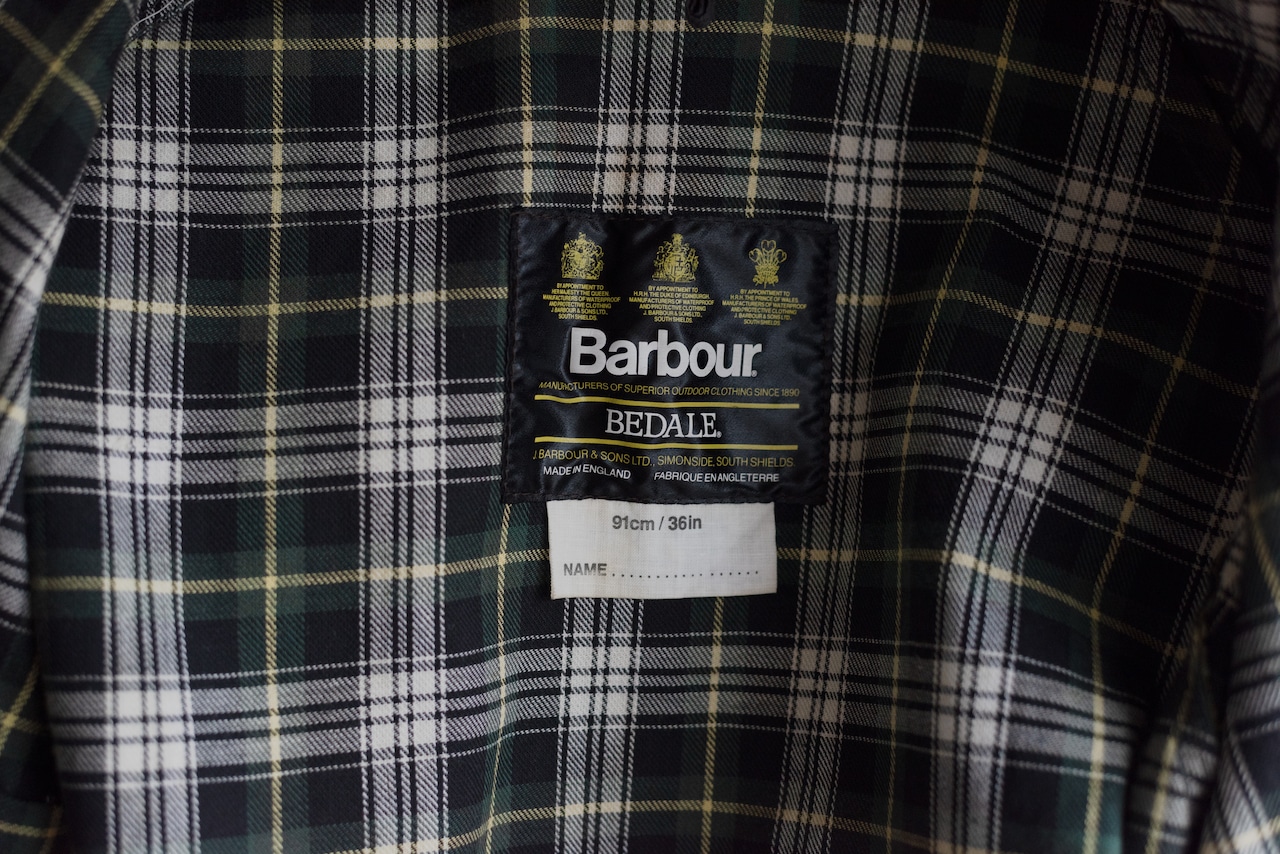 BY APPOINTMENT TO
HER MAJESTY THE QUEEN
MANUFACTURERS OF WATERPROOF
AND PROTECTIVE CLOTHING
J. BARBOUR & SONS LTD.,
SOUTH SHIELDS.
BY APPOINTMENT TO
H.R.H. THE DUKE OF EDINBURGH
MANUFACTURERS OF WATERPROOF
AND PROTECTIVE CLOTHING
J. BARBOUR & SONS LTD.,
SOUTH SHIELDS.
BY APPOINTMENT TO
H.R.H. THE PRINCE OF WALES
MANUFACTURERS OF WATERPROOF
AND PROTECTIVE CLOTHING
J. BARBOUR & SONS LTD.,
SOUTH SHIELDS.
Barbour®
MANUFACTURERS OF SUPERIOR OUTDOOR CLOTHING SINCE 1890
BEDALE®
J. BARBOUR & SONS LTD., SIMONSIDE, SOUTH SHIELDS
MADE IN ENGLAND FABRIQUE EN ANGLETERRE
91cm / 36in
NAME..................